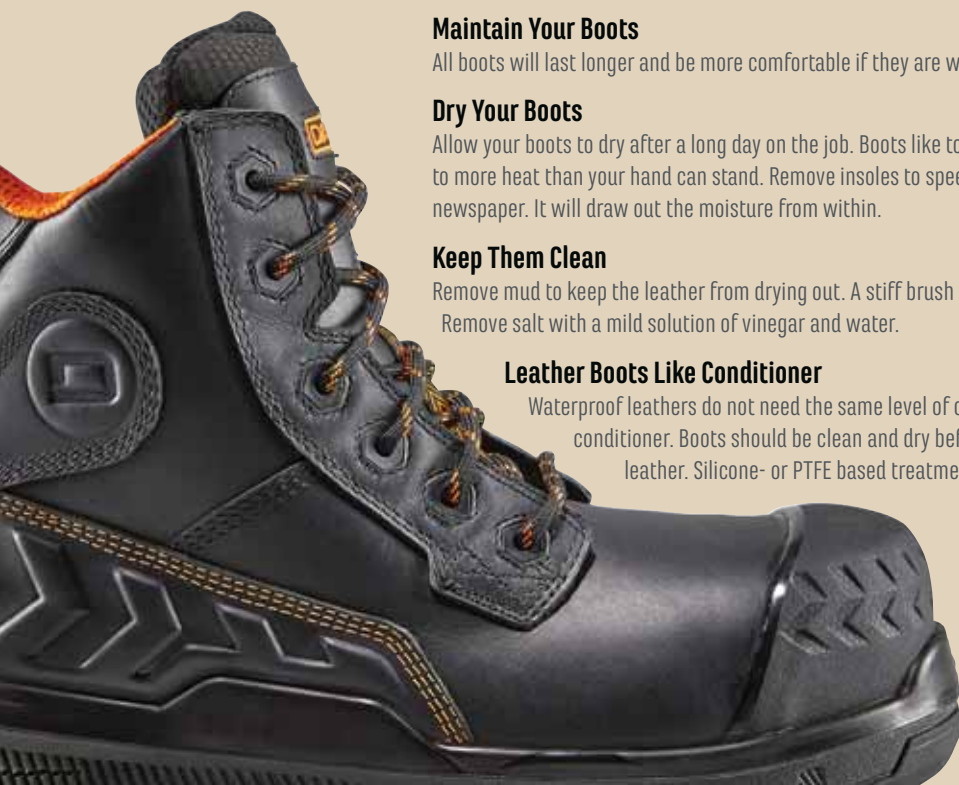 Maintain Your Boots
All boots will last longer and be more comfortable if they are
Dry Your Boots
Allow your boots to dry after a long day on the job. Boots like
to more heat than your hand can stand. Remove insoles to
newspaper. It will draw out the moisture from within.
Keep Them Clean
Remove mud to keep the leather from drying out. A stiff brush
Remove salt with a mild solution of vinegar and water.
Leather Boots Like Conditioner
Waterproof leathers do not need the same level of
conditioner. Boots should be clean and dry
leather. Silicone- or PTFE based